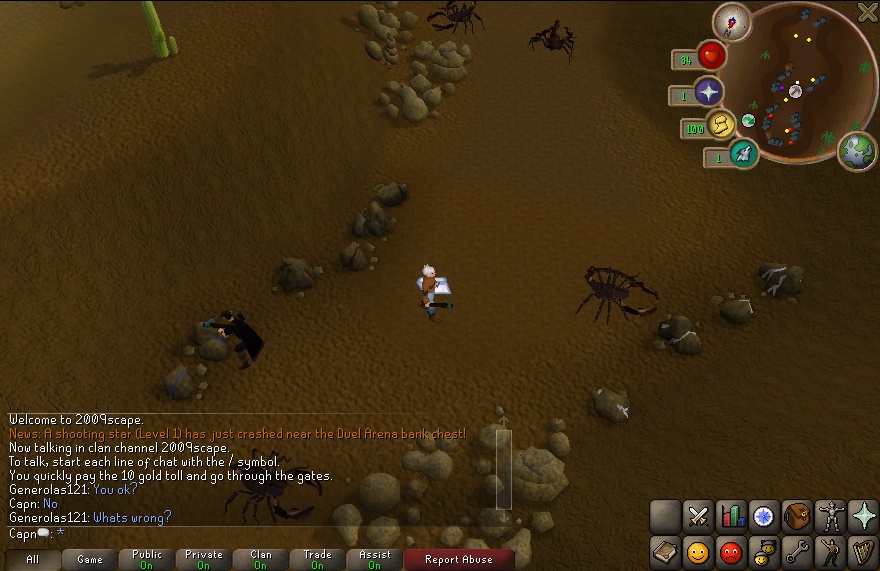 34
1
100
1
Welcome to 2009scape.
News: A shooting star (Level 1) has just crashed near the Duel Arena bank chest!
Now talking in clan channel 2009scape.
To talk, start each line of chat with the / symbol.
You quickly pay the 10 gold toll and go through the gates.
Generolas121: You ok?
Capn: No
Generolas121: Whats wrong?
Capn: *
All Game Public On Private On Clan On Trade On Assist On Report Abuse